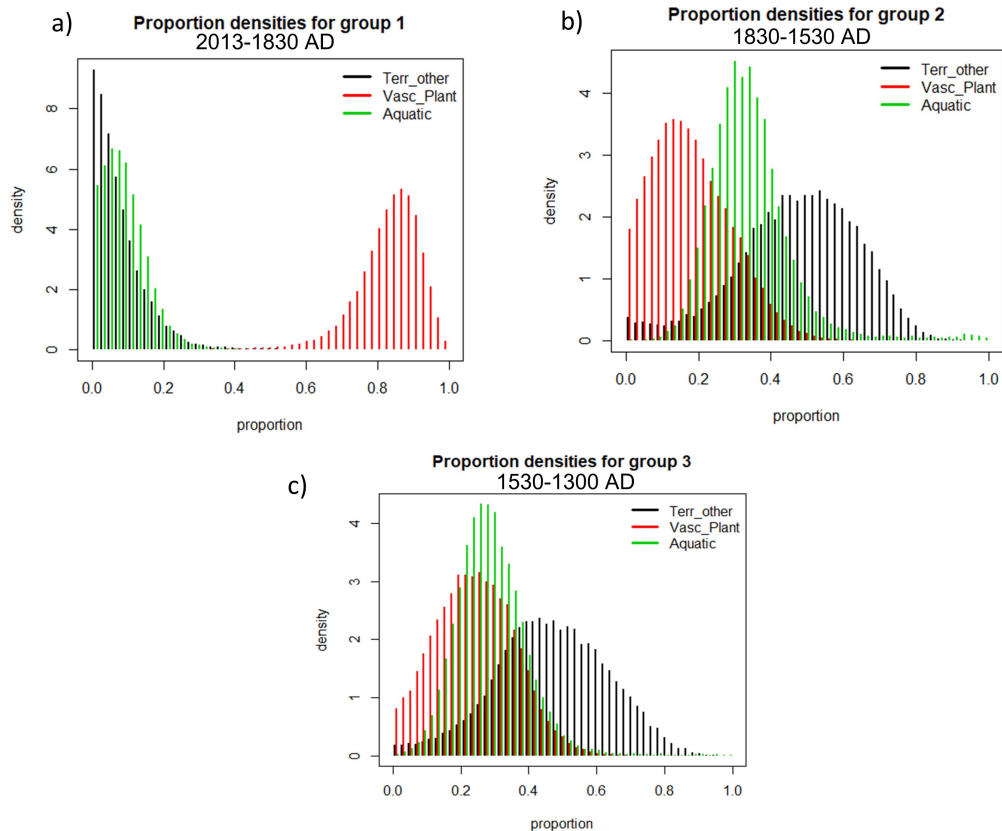 a)
Proportion densities for group 1
2013-1830 AD
Terr_other
Vasc_Plant
Aquatic
density
0 2 4 6 8
0.0 0.2 0.4 0.6 0.8 1.0
proportion
b)
Proportion densities for group 2
1830-1530 AD
Terr_other
Vasc_Plant
Aquatic
density
0 1 2 3 4
0.0 0.2 0.4 0.6 0.8 1.0
proportion
c)
Proportion densities for group 3
1530-1300 AD
Terr_other
Vasc_Plant
Aquatic
density
0 1 2 3 4
0.0 0.2 0.4 0.6 0.8 1.0
proportion